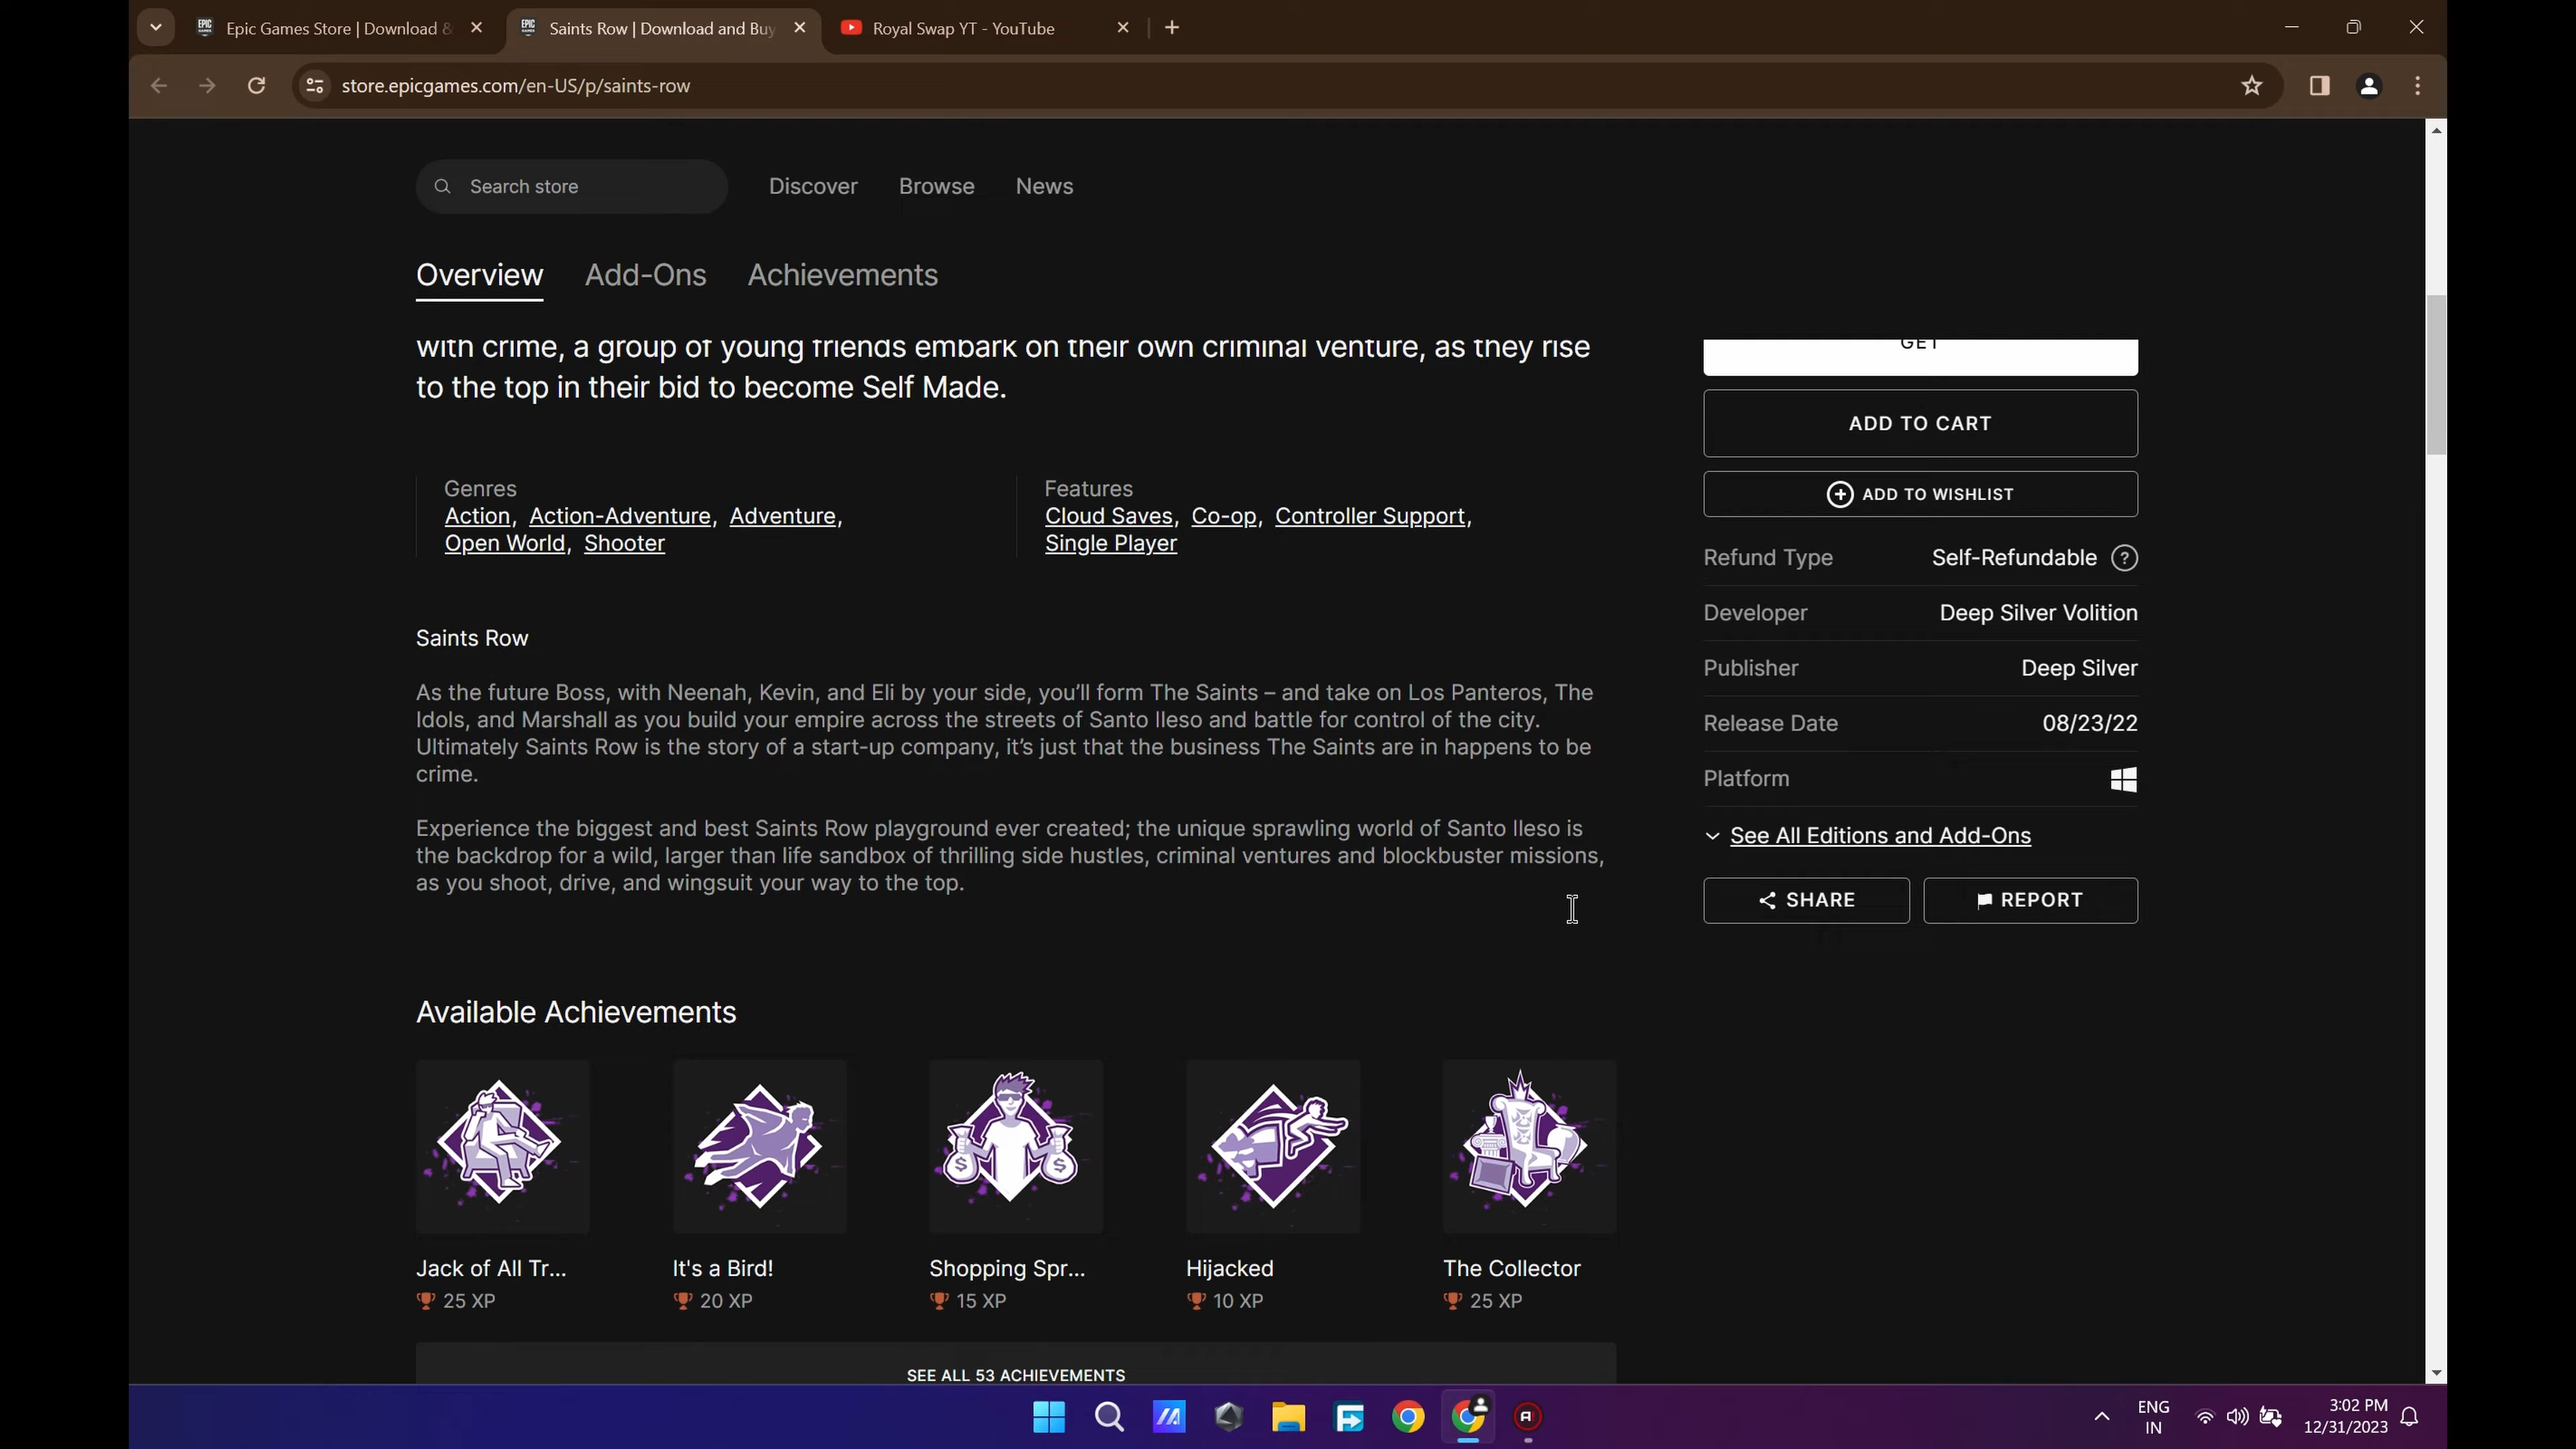 Epic Games Store | Download &
Saints Row | Download and Buy
Royal Swap YT - YouTube
store.epicgames.com/en-US/p/saints-row
Search store
Discover
Browse
News
Overview
Add-Ons
Achievements
with crime, a group of young friends embark on their own criminal venture, as they rise
to the top in their bid to become Self Made.
GET
ADD TO CART
ADD TO WISHLIST
Genres
Action, Action-Adventure, Adventure,
Open World, Shooter
Features
Cloud Saves, Co-op, Controller Support,
Single Player
Refund Type Self-Refundable ?
Developer Deep Silver Volition
Publisher Deep Silver
Release Date 08/23/22
Platform
See All Editions and Add-Ons
SHARE
REPORT
Saints Row
As the future Boss, with Neenah, Kevin, and Eli by your side, you'll form The Saints – and take on Los Panteros, The
Idols, and Marshall as you build your empire across the streets of Santo Ileso and battle for control of the city.
Ultimately Saints Row is the story of a start-up company, it's just that the business The Saints are in happens to be
crime.
Experience the biggest and best Saints Row playground ever created; the unique sprawling world of Santo Ileso is
the backdrop for a wild, larger than life sandbox of thrilling side hustles, criminal ventures and blockbuster missions,
as you shoot, drive, and wingsuit your way to the top.
Available Achievements
Jack of All Tr...
25 XP
It's a Bird!
20 XP
Shopping Spr...
15 XP
Hijacked
10 XP
The Collector
25 XP
SEE ALL 53 ACHIEVEMENTS
ENG
IN
3:02 PM
12/31/2023